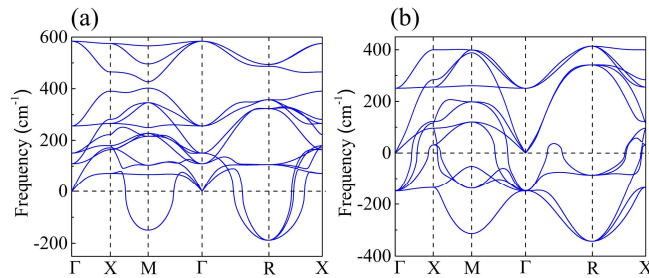 (a)
Frequency (cm⁻¹)
600
400
200
0
-200
Γ X M Γ R X
(b)
Frequency (cm⁻¹)
400
200
0
-200
-400
Γ X M Γ R X